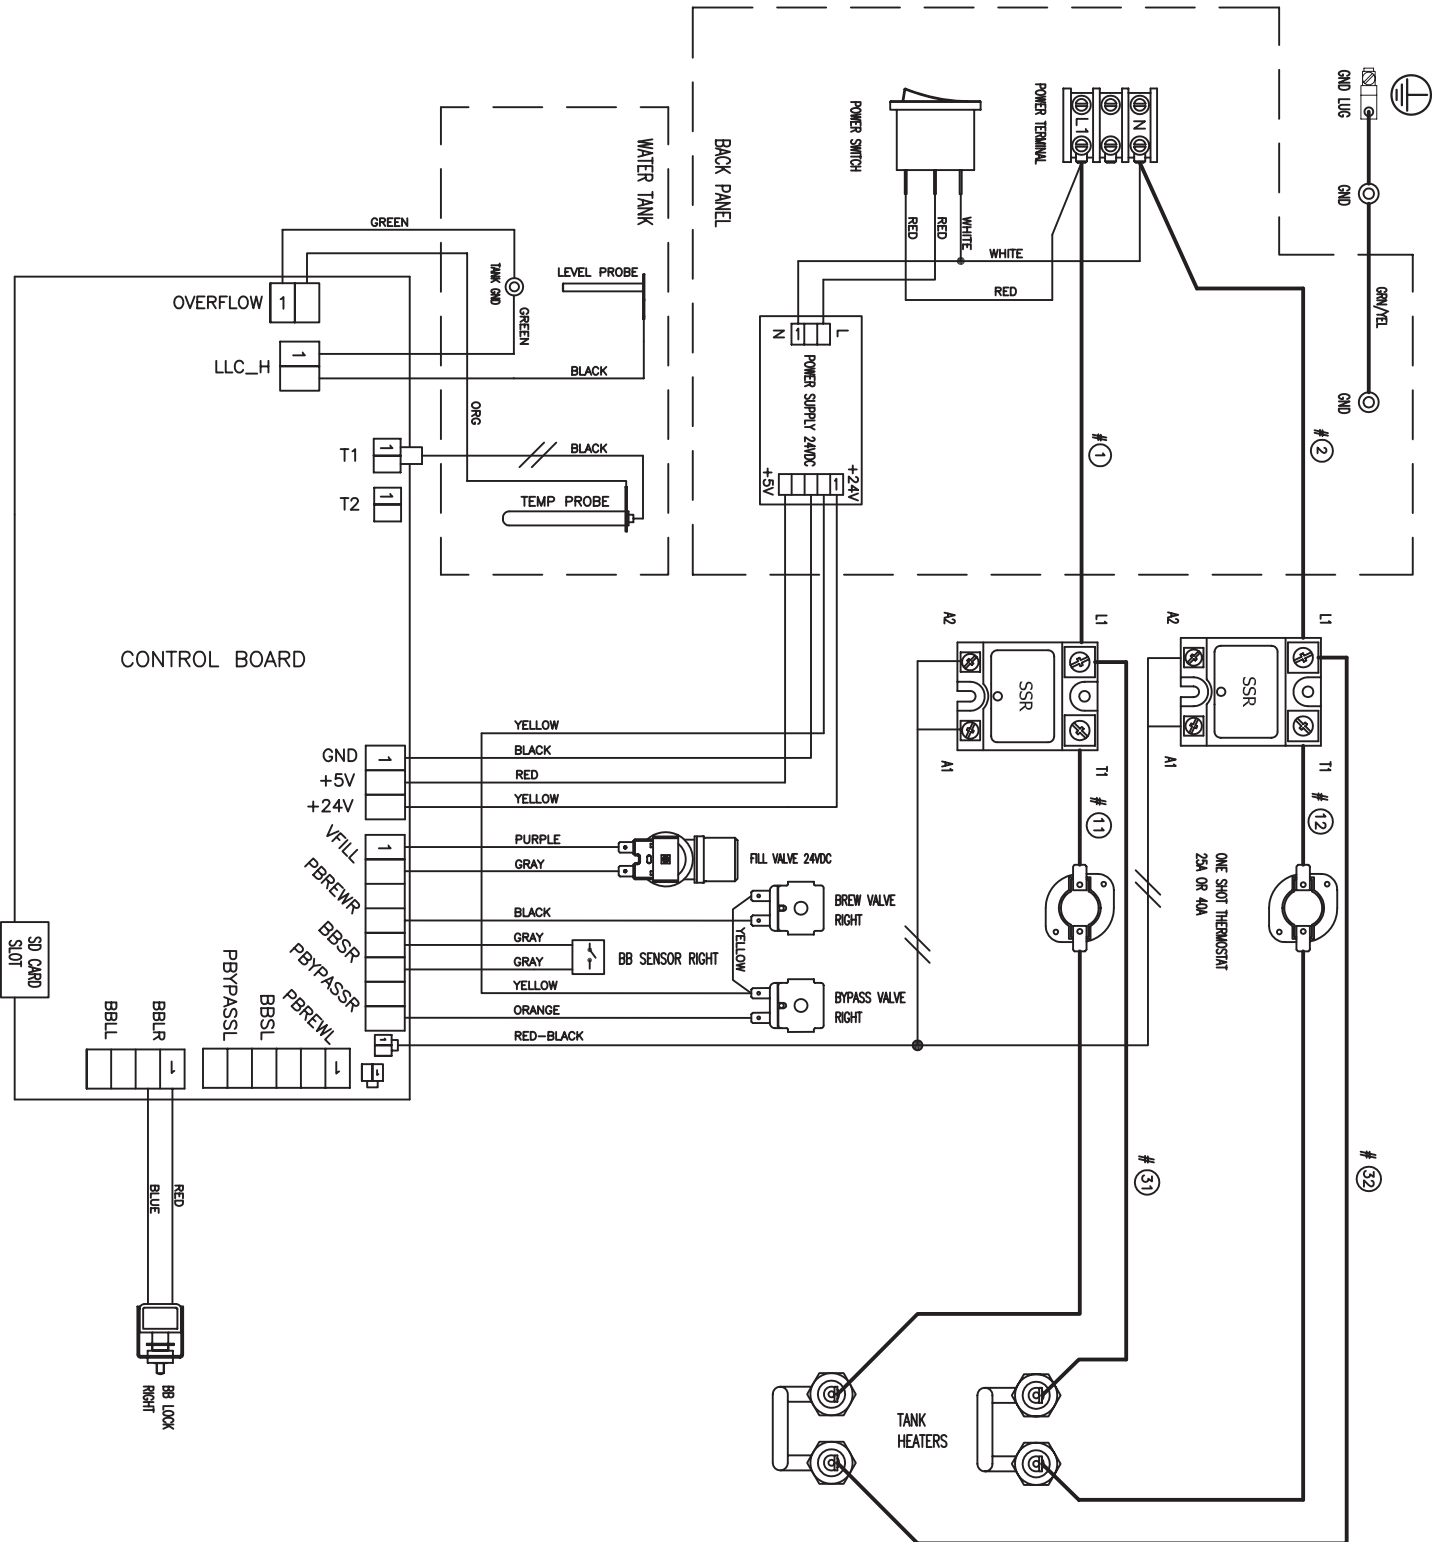 GND LUG
GND
GRN/YEL
GND
POWER TERMINAL
L1
N
POWER SWITCH
RED
RED
WHITE
WHITE
RED
BACK PANEL
WATER TANK
GREEN
TANK GND
GREEN
LEVEL PROBE
OVERFLOW
1
LLC_H
1
BLACK
ORG
T1
1
BLACK
T2
1
TEMP PROBE
N
1
L
POWER SUPPLY 24VDC
+5V
1
+24V
# 1
# 2
CONTROL BOARD
A2
L1
SSR
A1
T1
A2
L1
SSR
A1
T1
# 11
# 12
ONE SHOT THERMOSTAT
25A OR 40A
YELLOW
GND
1
BLACK
+5V
RED
+24V
YELLOW
VFILL
1
PURPLE
GRAY
FILL VALVE 24VDC
PBREWR
BLACK
BREW VALVE
RIGHT
BBSR
GRAY
GRAY
BB SENSOR RIGHT
YELLOW
PBYPASSR
YELLOW
BYPASS VALVE
RIGHT
ORANGE
RED-BLACK
1
1
SD CARD
SLOT
BBLL
BBLR
1
PBYPASSL
BBSL
PBREWL
1
BLUE
RED
BB LOCK
RIGHT
# 31
# 32
TANK
HEATERS